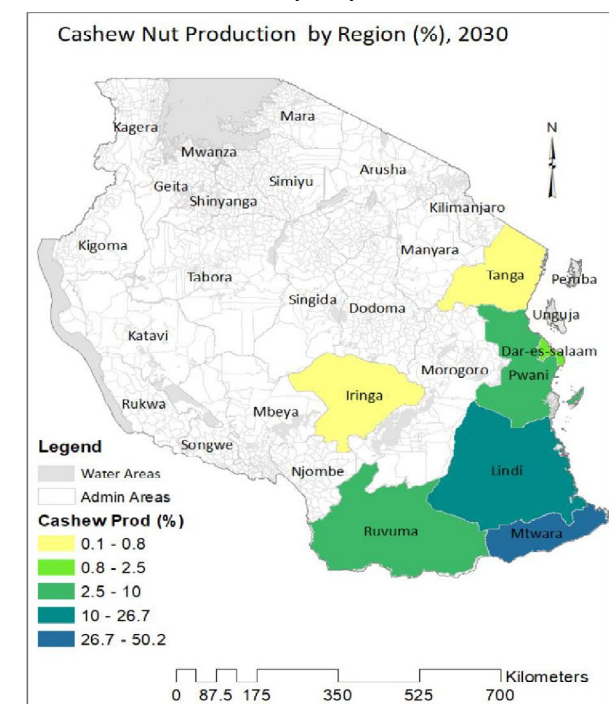 Cashew Nut Production by Region (%), 2030
Kagera
Mara
N
Mwanza
Arusha
Geita
Simiyu
Shinyanga
Kilimanjaro
Kigoma
Manyara
Tanga
Pemba
Tabora
Singida
Dodoma
Unguja
Katavi
Dar-es-salaam
Morogoro
Pwani
Iringa
Rukwa
Mbeya
Songwe
Njombe
Lindi
Ruvuma
Mtwara
Legend
Water Areas
Admin Areas
Cashew Prod (%)
0.1 - 0.8
0.8 - 2.5
2.5 - 10
10 - 26.7
26.7 - 50.2
Kilometers
0 87.5 175 350 525 700